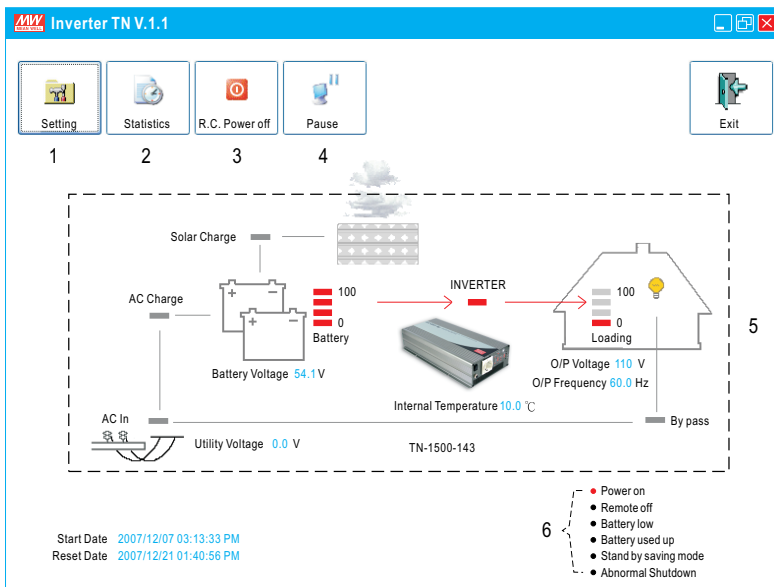 MW
MEAN WELL
Inverter TN V.1.1
Setting
Statistics
R.C. Power off
Pause
Exit
1
2
3
4
Solar Charge
AC Charge
100
0
Battery
Battery Voltage 54.1 V
INVERTER
100
0
Loading
O/P Voltage 110 V
O/P Frequency 60.0 Hz
5
Internal Temperature 10.0 ℃
AC In
Utility Voltage 0.0 V
TN-1500-143
By pass
6
Power on
Remote off
Battery low
Battery used up
Stand by saving mode
Abnormal Shutdown
Start Date 2007/12/07 03:13:33 PM
Reset Date 2007/12/21 01:40:56 PM